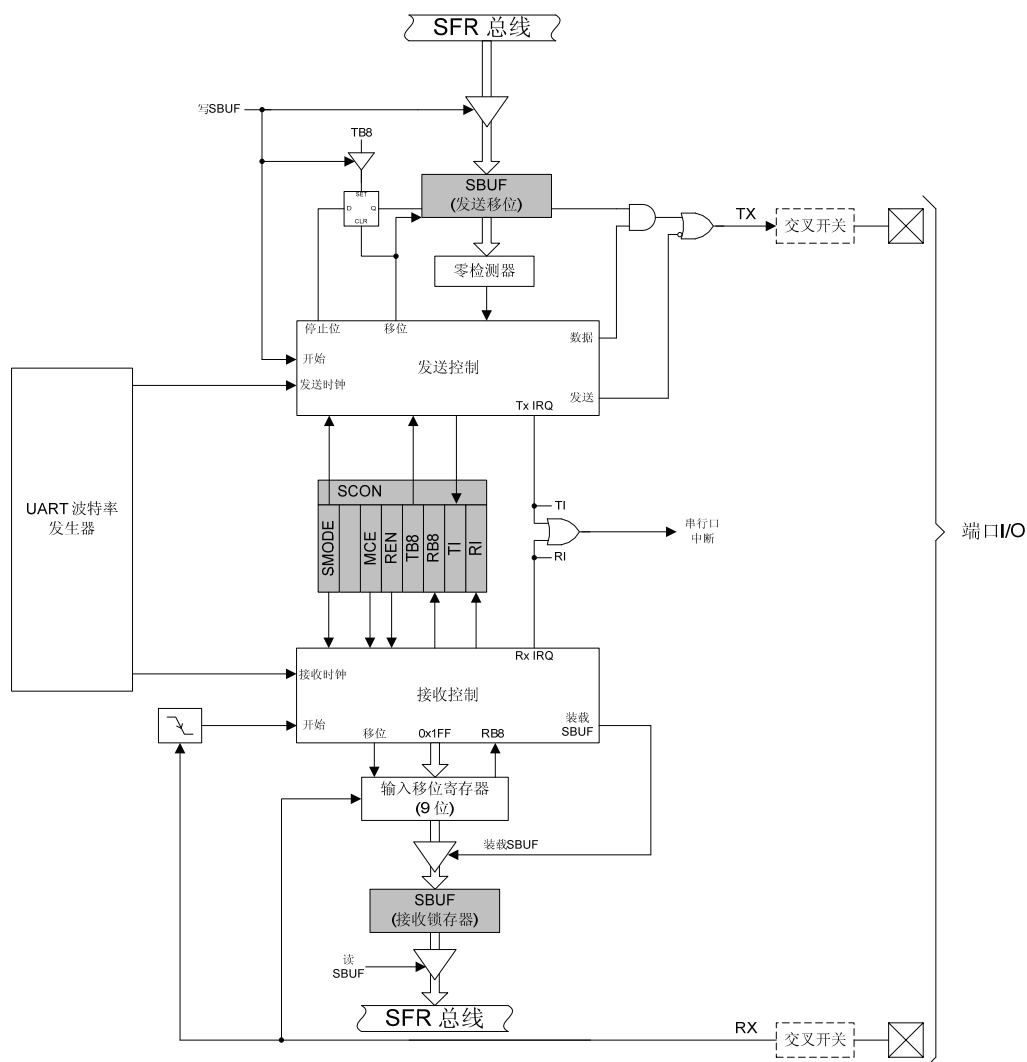 SFR 总线
写SBUF
TB8
SET
D
Q
CLR
SBUF
(发送移位)
TX
交叉开关
零检测器
停止位
移位
数据
开始
发送控制
发送时钟
发送
Tx IRQ
UART 波特率
发生器
SCON
SMODE
MCE
REN
TB8
RB8
TI
RI
TI
RI
串行口
中断
端口I/O
Rx IRQ
接收时钟
接收控制
开始
装载
SBUF
移位
0x1FF
RB8
输入移位寄存器
(9 位)
装载SBUF
SBUF
(接收锁存器)
读
SBUF
SFR 总线
RX
交叉开关